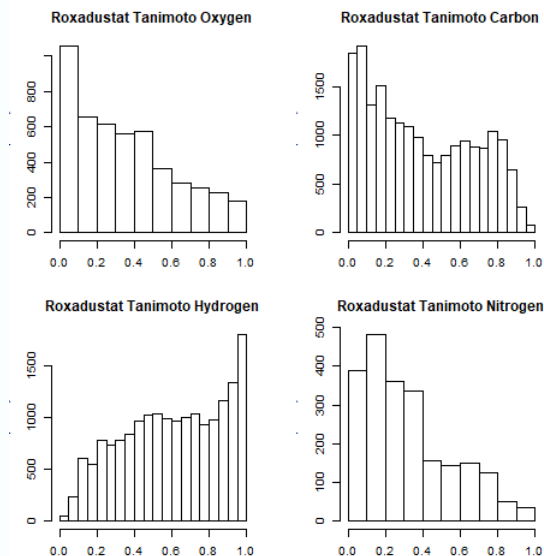 Roxadustat Tanimoto Oxygen
0 200 400 600 800
0.0 0.2 0.4 0.6 0.8 1.0
Roxadustat Tanimoto Carbon
0 500 1000 1500
0.0 0.2 0.4 0.6 0.8 1.0
Roxadustat Tanimoto Hydrogen
0 500 1000 1500
0.0 0.2 0.4 0.6 0.8 1.0
Roxadustat Tanimoto Nitrogen
0 100 200 300 400 500
0.0 0.2 0.4 0.6 0.8 1.0